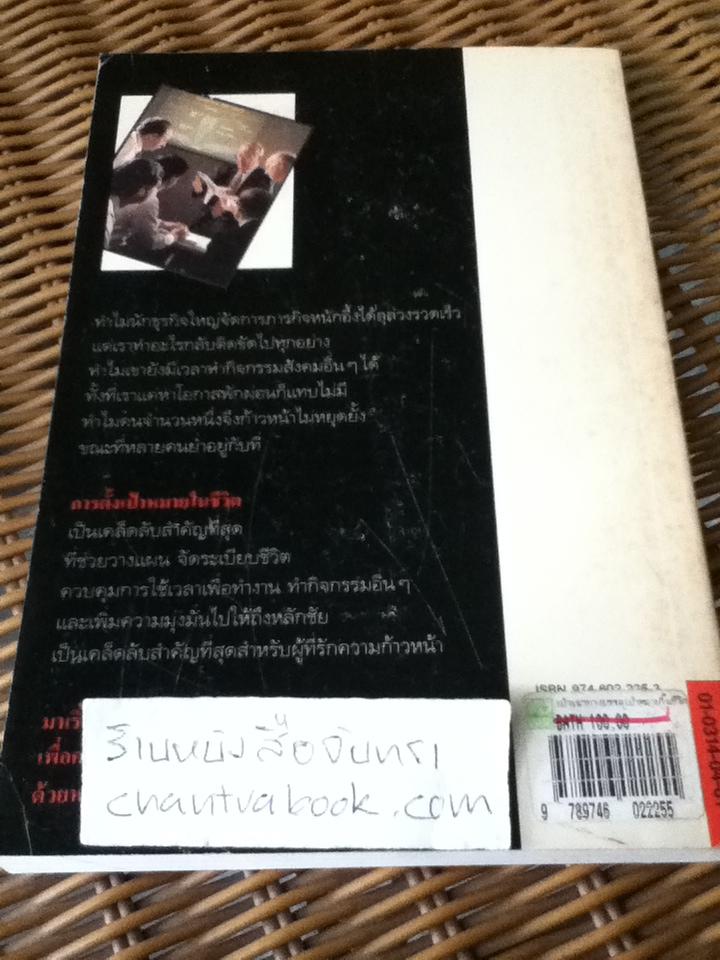 ทำไมนักธุรกิจใหญ่จัดการภารกิจหนักอึ้งได้ลุล่วงรวดเร็ว
แต่เราทำอะไรกลับติดขัดไปทุกอย่าง
ทำไมเขายังมีเวลาทำกิจกรรมสังคมอื่น ๆ ได้
ทั้งที่เราแต่หาโอกาสพักผ่อนก็แทบไม่มี
ทำไมคนจำนวนหนึ่งจึงก้าวหน้าไม่หยุดยั้ง
ขณะที่หลายคนย่ำอยู่กับที่
การตั้งเป้าหมายในชีวิต
เป็นเคล็ดลับสำคัญที่สุด
ที่ช่วยวางแผน จัดระเบียบชีวิต
ควบคุมการใช้เวลาเพื่อทำงาน ทำกิจกรรมอื่น ๆ
และเพิ่มความมุ่งมั่นไปให้ถึงหลักชัย
เป็นเคล็ดลับสำคัญที่สุดสำหรับผู้ที่รักความก้าวหน้า
ร้านหนังสือจันทรา
chantrabook.com
ISBN 974-602-225-3
BATH 100.00
9 789746 022255